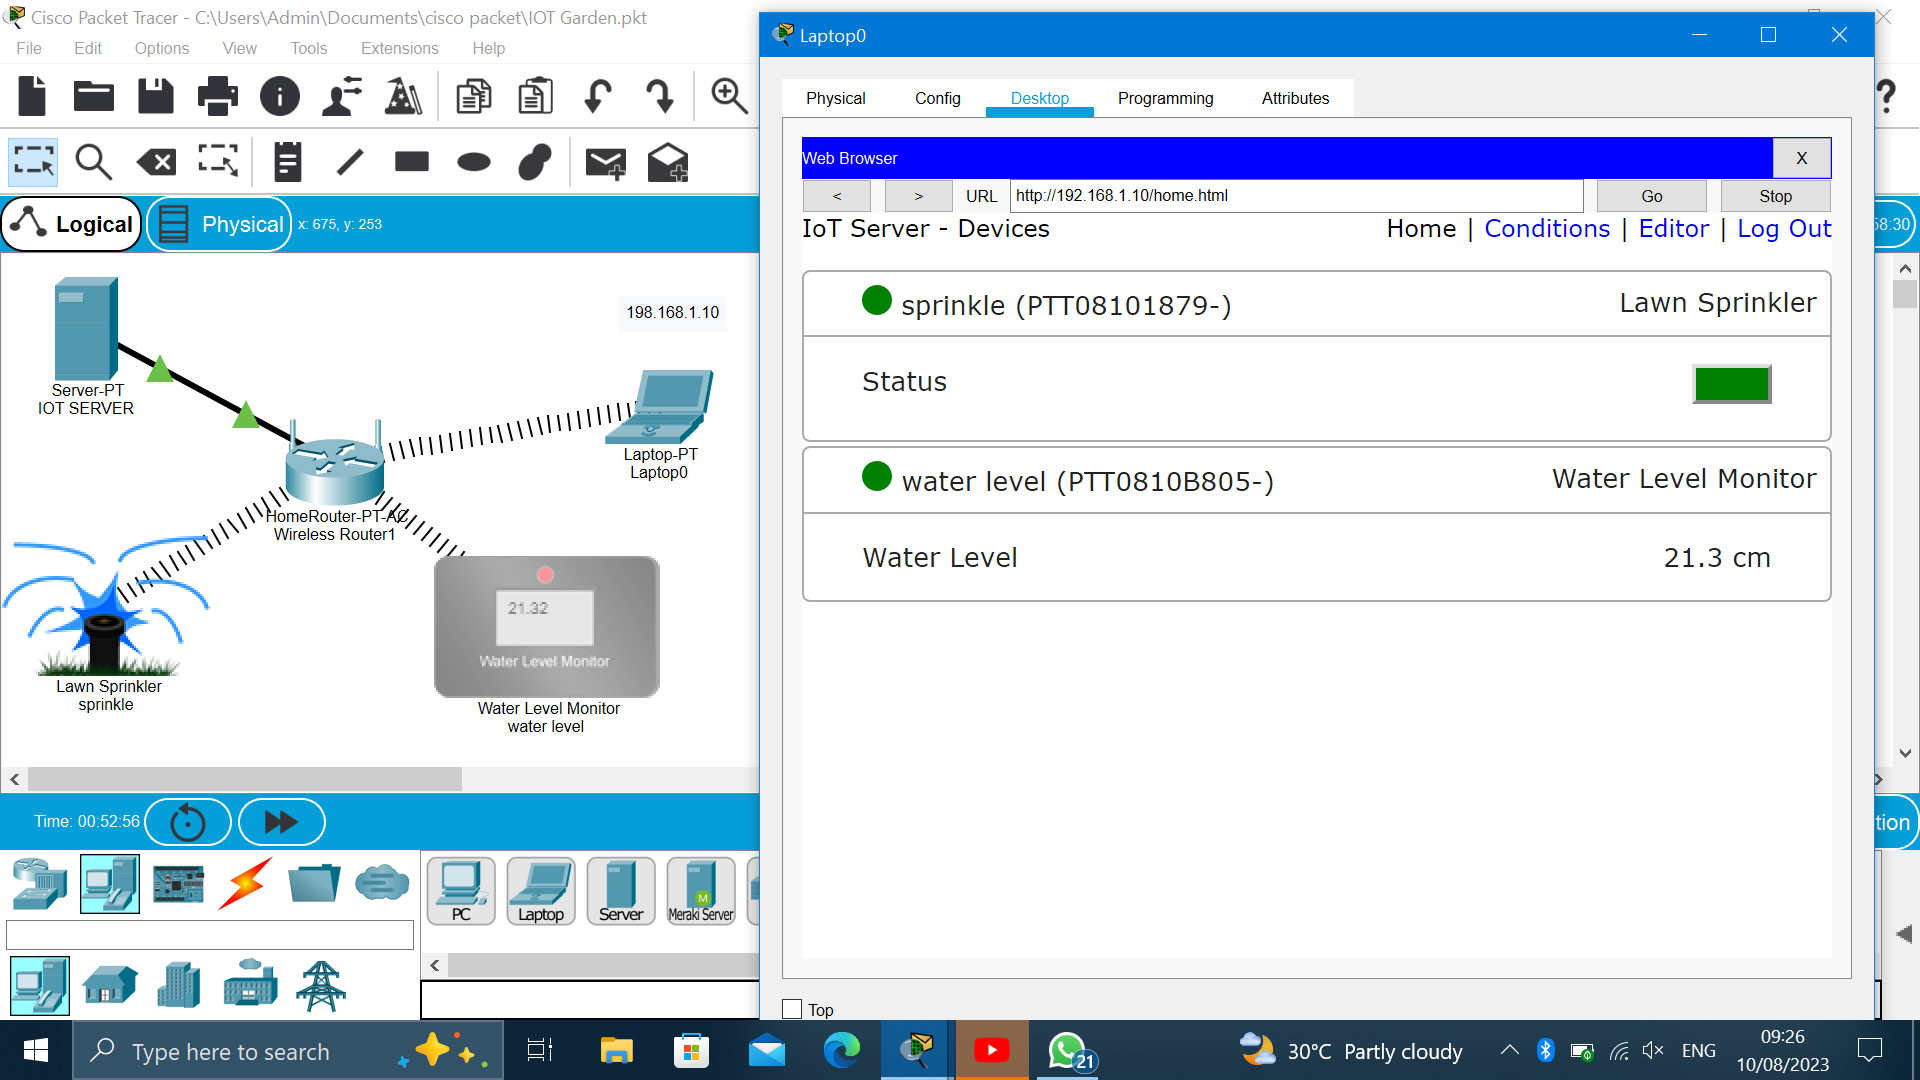 Cisco Packet Tracer - C:\Users\Admin\Documents\cisco packet\IOT Garden.pkt
File Edit Options View Tools Extensions Help
Logical
Physical
x: 675, y: 253
58:30
198.168.1.10
Server-PT
IOT SERVER
Laptop-PT
Laptop0
HomeRouter-PT-AC
Wireless Router1
21.32
Water Level Monitor
Lawn Sprinkler
sprinkle
Water Level Monitor
water level
Time: 00:52:56
tion
PC
Laptop
Server
M
Meraki Server
Laptop0
Physical Config Desktop Programming Attributes
Web Browser X
< > URL http://192.168.1.10/home.html Go Stop
IoT Server - Devices Home | Conditions | Editor | Log Out
sprinkle (PTT08101879-) Lawn Sprinkler
Status
water level (PTT0810B805-) Water Level Monitor
Water Level 21.3 cm
Top
Type here to search
21
30°C Partly cloudy
ENG
09:26
10/08/2023